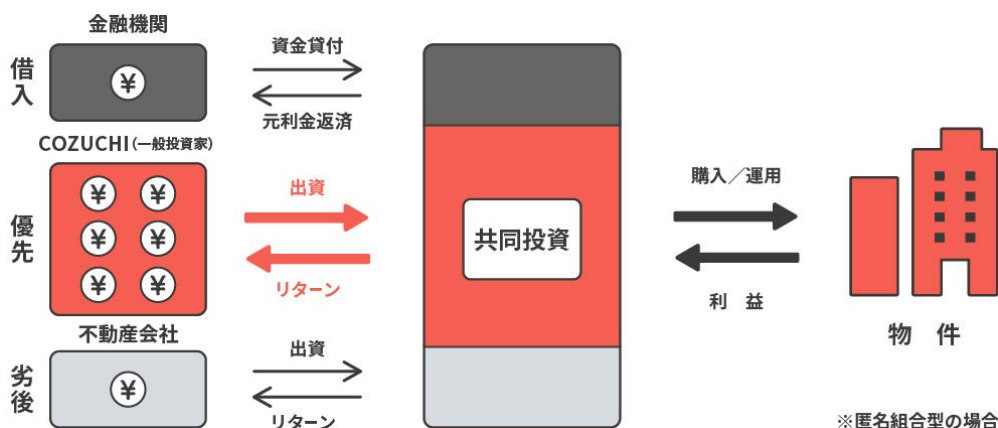 金融機関
借入
¥
資金貸付
元利金返済
COZUCHI(一般投資家)
優先
¥ ¥
¥ ¥
¥ ¥
出資
リターン
共同投資
購入／運用
利 益
物 件
不動産会社
劣後
¥
出資
リターン
※匿名組合型の場合